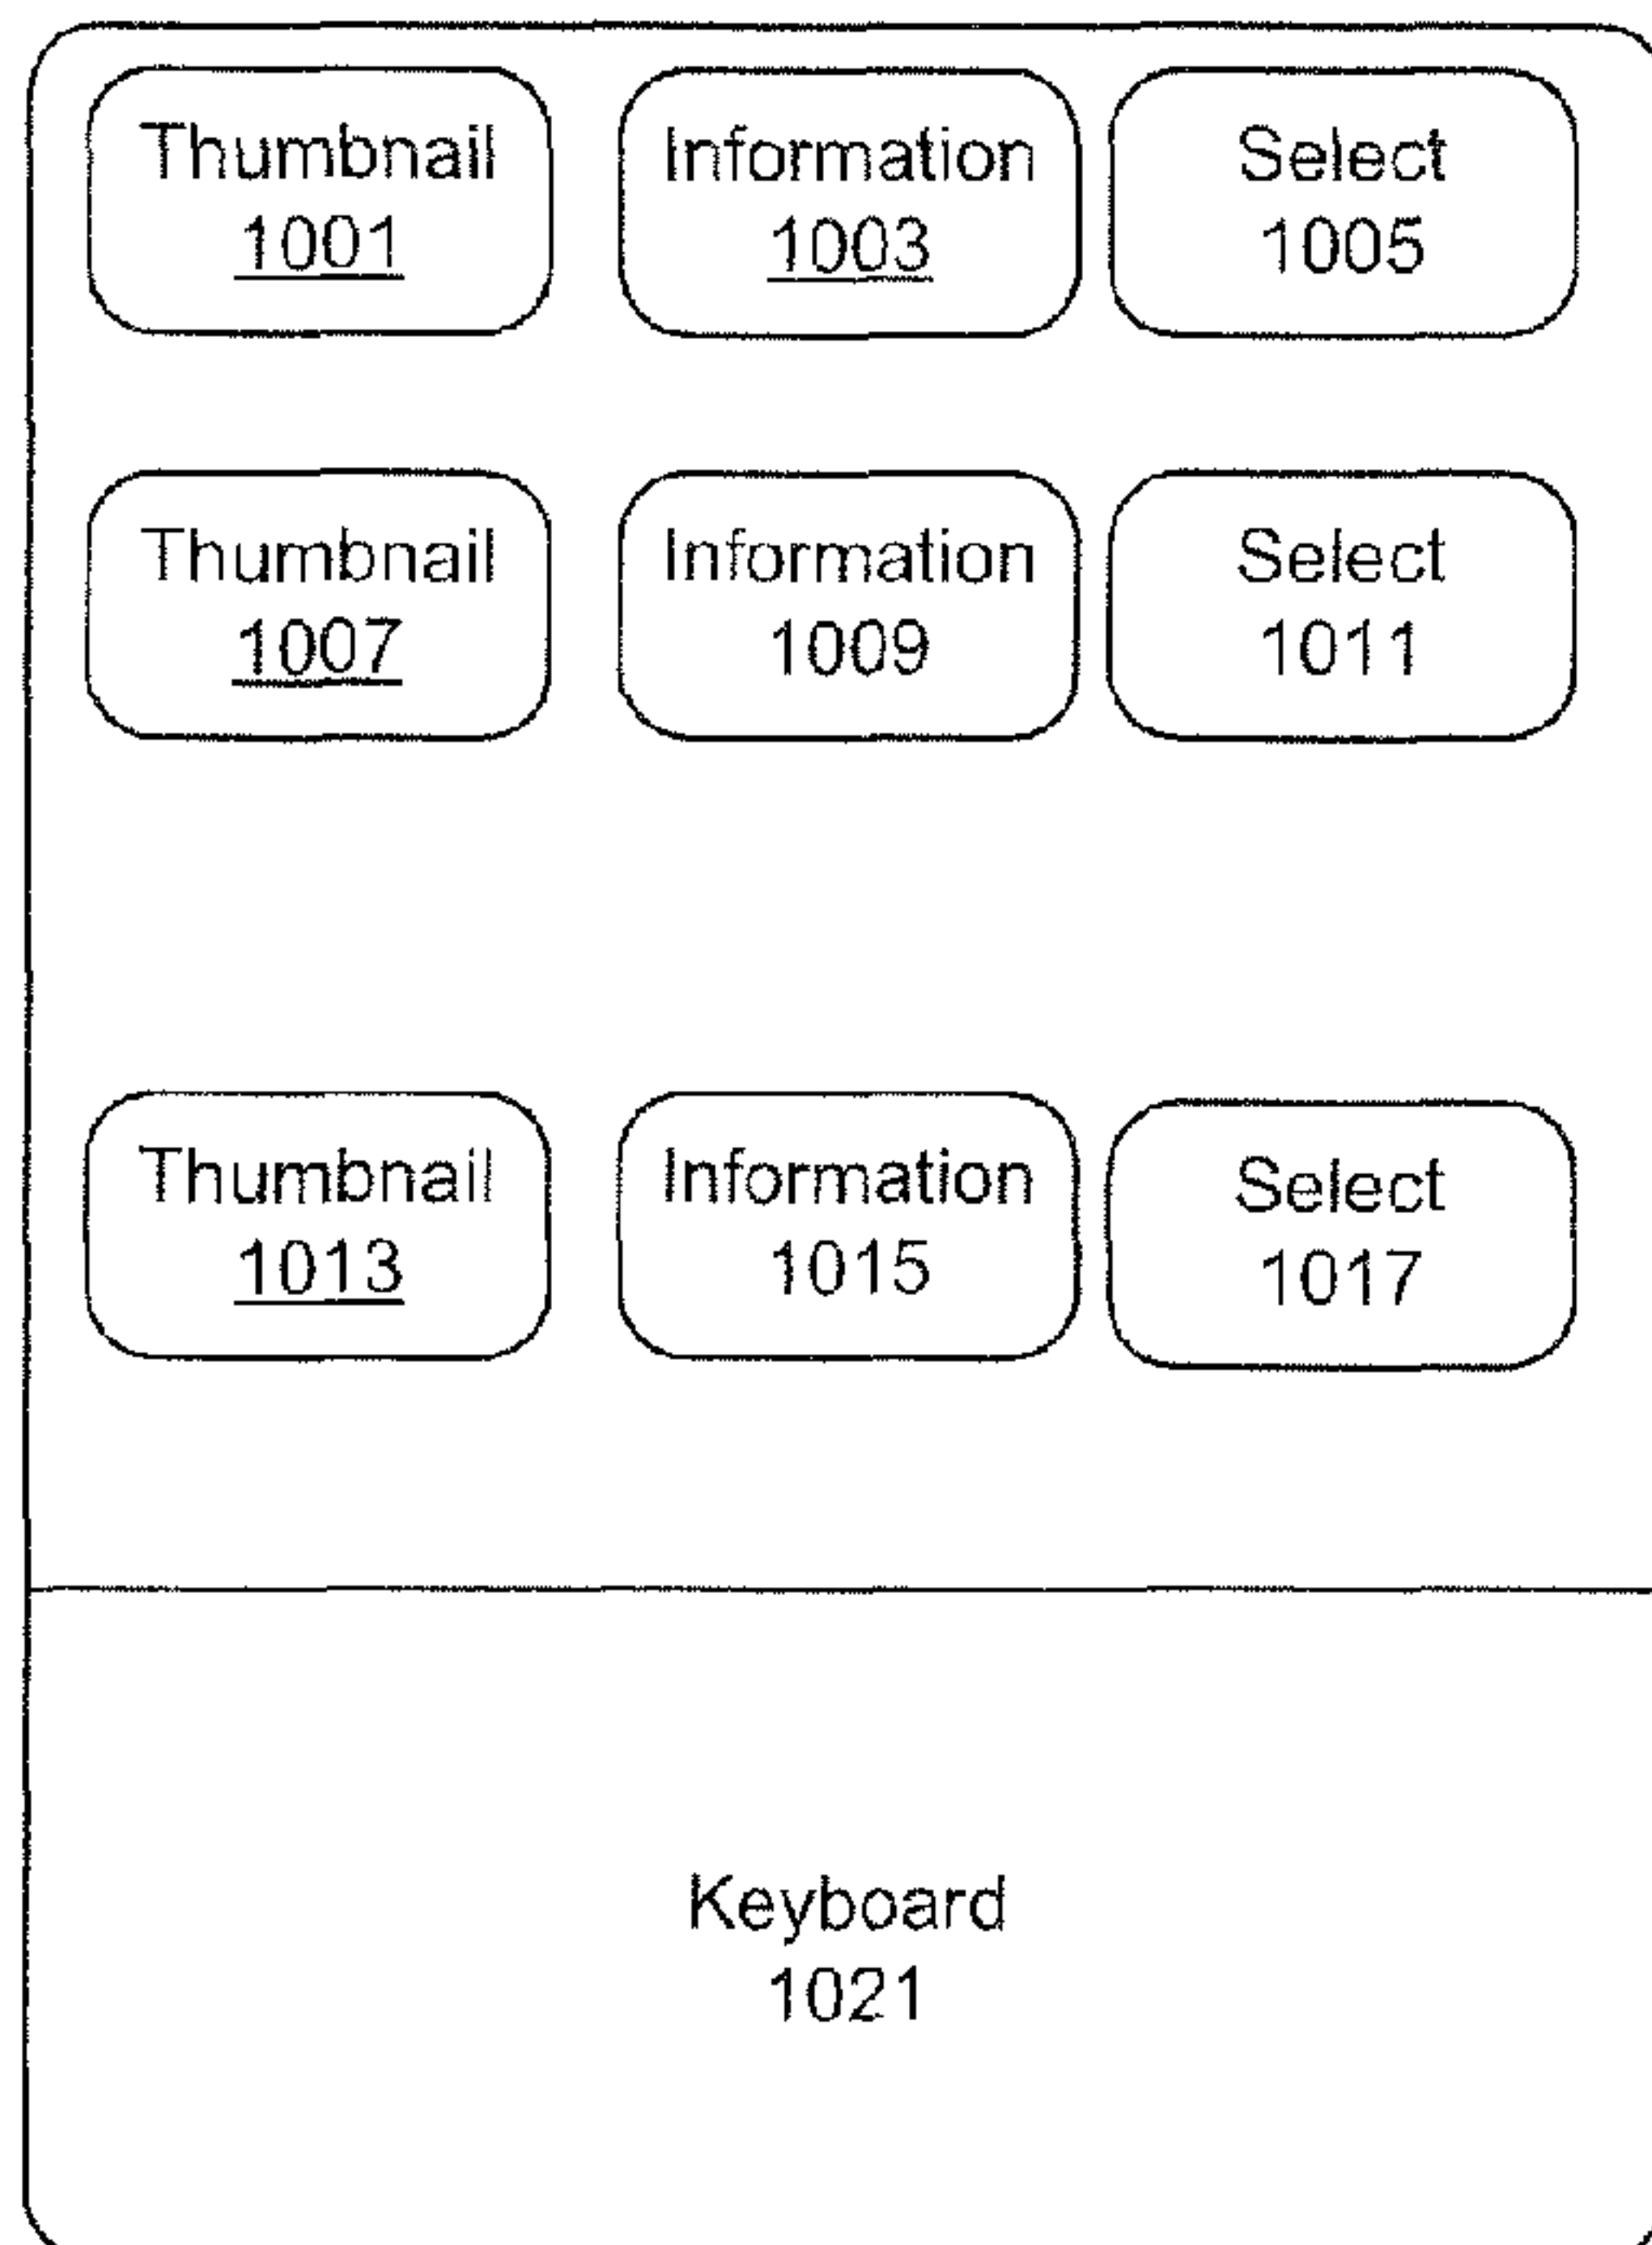 Thumbnail
1001
Information
1003
Select
1005
Thumbnail
1007
Information
1009
Select
1011
Thumbnail
1013
Information
1015
Select
1017
Keyboard
1021